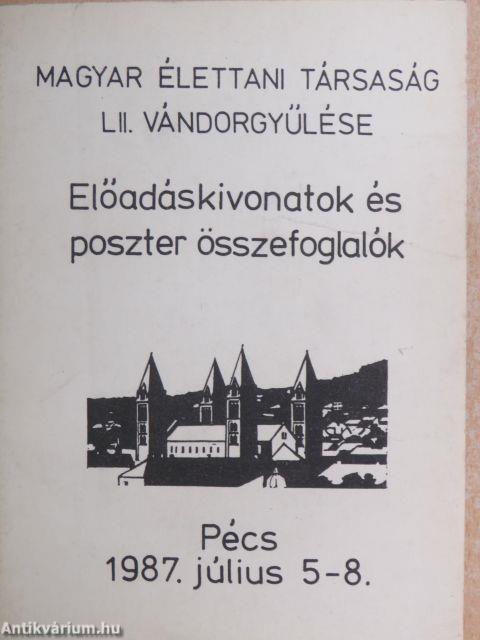 MAGYAR ÉLETTANI TÁRSASÁG
LII. VÁNDORGYŰLÉSE
Előadáskivonatok és
poszter összefoglalók
Pécs
1987. július 5-8.
Antikvárium.hu